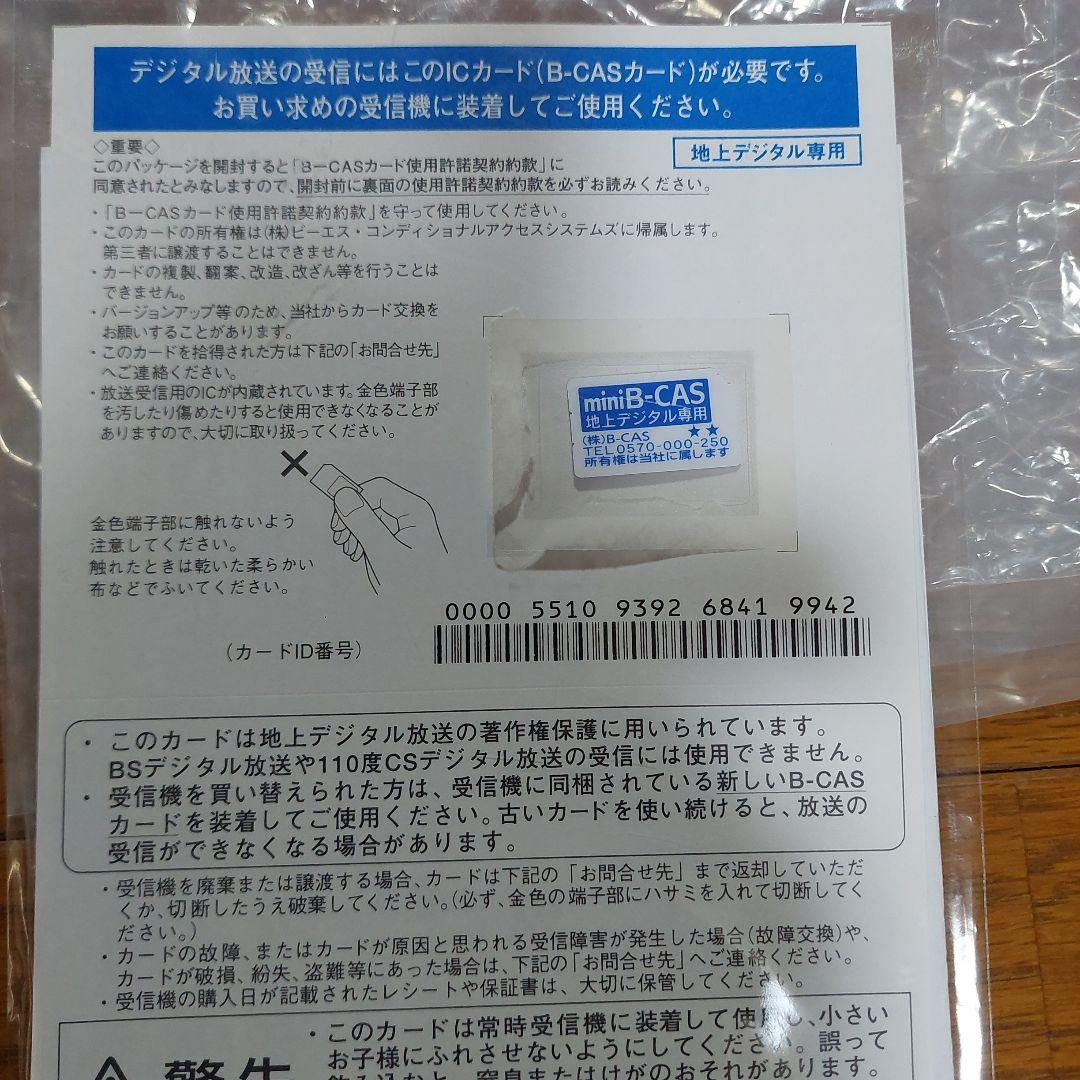 デジタル放送の受信にはこのICカード(B-CASカード)が必要です。
お買い求めの受信機に装着してご使用ください。
◇重要◇
地上デジタル専用
このパッケージを開封すると「B-CASカード使用許諾契約約款」に
同意されたとみなしますので、開封前に裏面の使用許諾契約約款を必ずお読みください。
・「B-CASカード使用許諾契約約款」を守って使用してください。
・このカードの所有権は(株)ビーエス・コンディショナルアクセスシステムズに帰属します。
第三者に譲渡することはできません。
・カードの複製、翻案、改造、改ざん等を行うことは
できません。
・バージョンアップ等のため、当社からカード交換を
お願いすることがあります。
・このカードを拾得された方は下記の「お問合せ先」
へご連絡ください。
・放送受信用のICが内蔵されています。金色端子部
を汚したり傷めたりすると使用できなくなることが
ありますので、大切に取り扱ってください。
miniB-CAS
地上デジタル専用
★★
(株)B-CAS
TEL0570-000-250
所有権は当社に属します
金色端子部に触れないよう
注意してください。
触れたときは乾いた柔らかい
布などでふいてください。
0000 5510 9392 6841 9942
(カードID番号)
・このカードは地上デジタル放送の著作権保護に用いられています。
BSデジタル放送や110度CSデジタル放送の受信には使用できません。
・受信機を買い替えられた方は、受信機に同梱されている新しいB-CAS
カードを装着してご使用ください。古いカードを使い続けると、放送の
受信ができなくなる場合があります。
・受信機を廃棄または譲渡する場合、カードは下記の「お問合せ先」まで返却していただ
くか、切断したうえ破棄してください。(必ず、金色の端子部にハサミを入れて切断してく
ださい。)
・カードの故障、またはカードが原因と思われる受信障害が発生した場合(故障交換)や、
カードが破損、紛失、盗難等にあった場合は、下記の「お問合せ先」へご連絡ください。
・受信機の購入日が記載されたレシートや保証書は、大切に保管してください。
警告
・このカードは常時受信機に装着して使用し、小さい
お子様にふれさせないようにしてください。誤って
飲み込むと、窒息またはけがのおそれがあります。